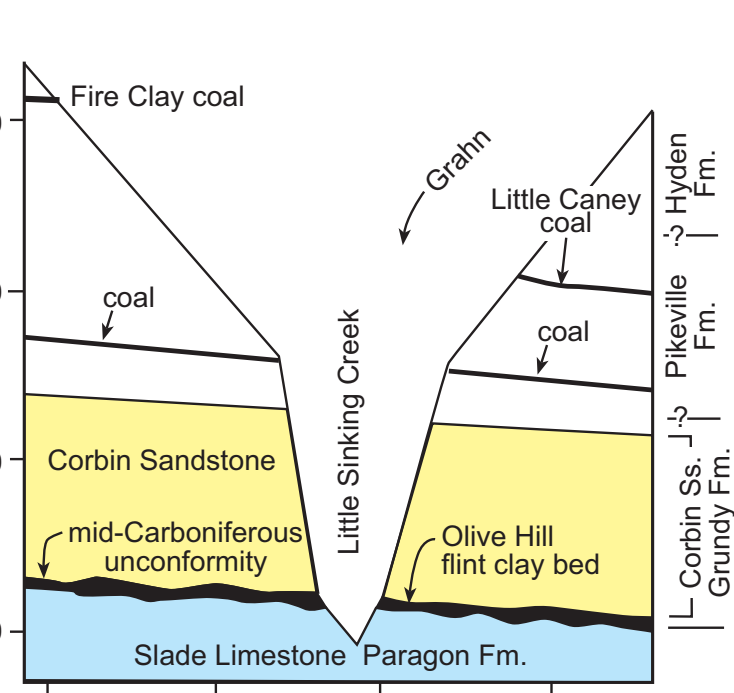 Fire Clay coal
Grahn
Little Caney
coal
Hyden
Fm.
-?-
coal
coal
Pikeville
Fm.
-?-
Little Sinking Creek
Corbin Sandstone
mid-Carboniferous
unconformity
Olive Hill
flint clay bed
Corbin Ss.
Grundy Fm.
Slade Limestone Paragon Fm.